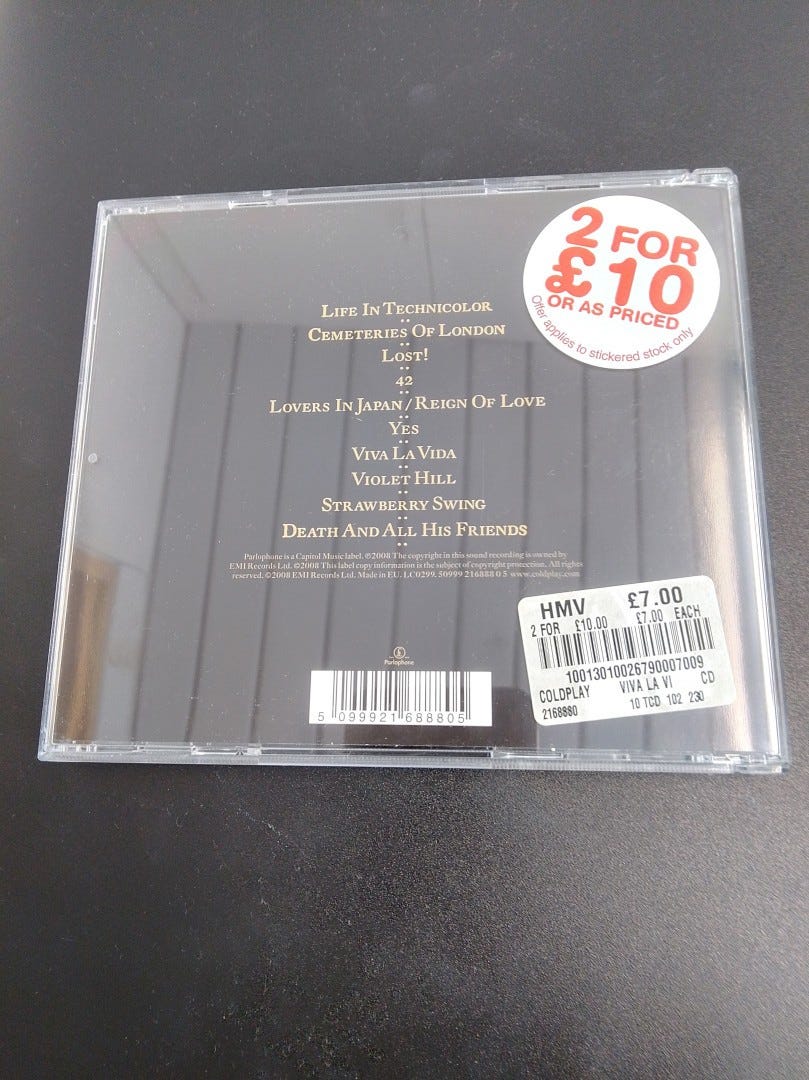 2 FOR
£10
OR AS PRICED
Offer applies to stickered stock only
LIFE IN TECHNICOLOR
CEMETERIES OF LONDON
LOST!
42
LOVERS IN JAPAN / REIGN OF LOVE
YES
VIVA LA VIDA
VIOLET HILL
STRAWBERRY SWING
DEATH AND ALL HIS FRIENDS
Parlophone is a Capitol Music label. ℗2008 The copyright in this sound recording is owned by
EMI Records Ltd. ©2008 This label copy information is the subject of copyright protection. All rights
reserved. ©2008 EMI Records Ltd. Made in EU. LC0299. 50999 216888 0 5 www.coldplay.com
Parlophone
5 099921 688805
HMV £7.00
2 FOR £10.00 £7.00 EACH
10013010026790007009
COLDPLAY VIVA LA VI CD
2168880 10 TCD 102 230